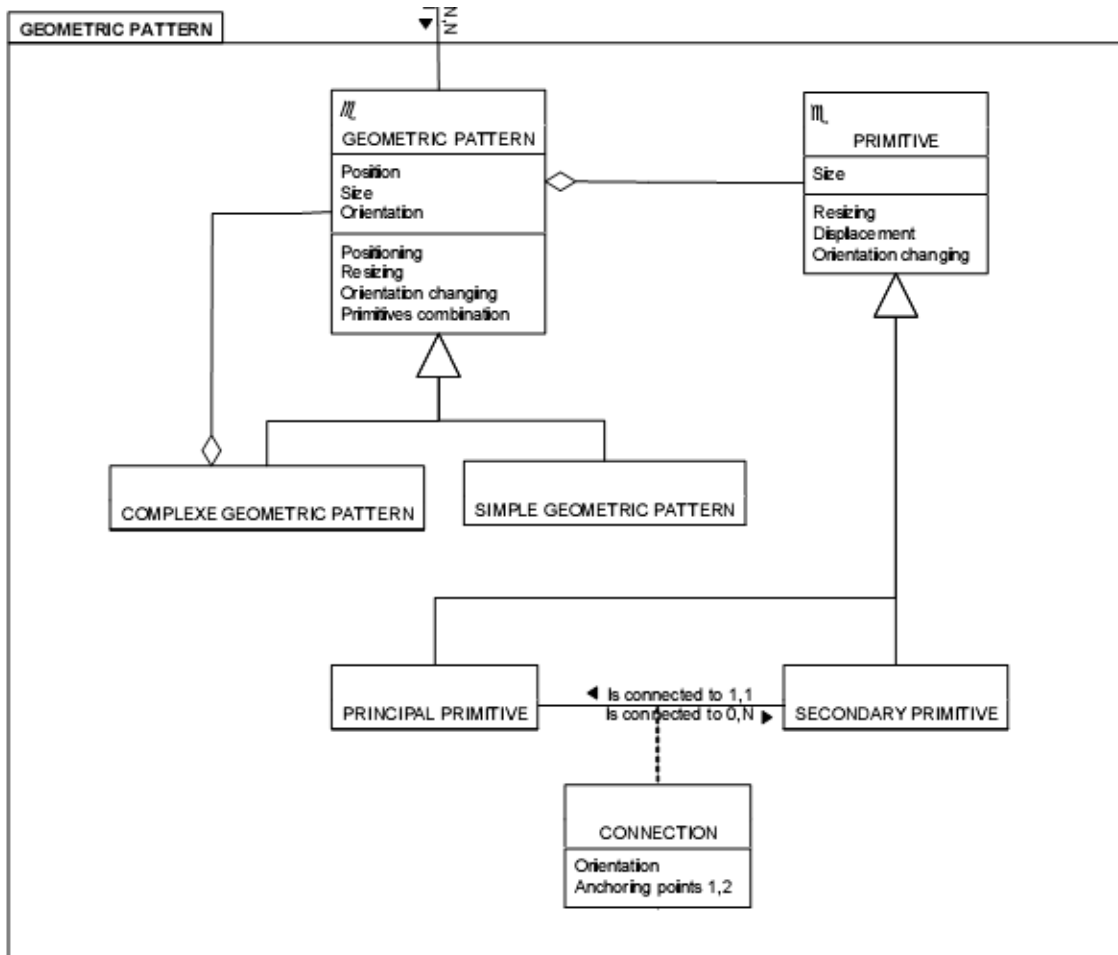 GEOMETRIC PATTERN
N,N
GEOMETRIC PATTERN
Position
Size
Orientation
Positioning
Resizing
Orientation changing
Primitives combination
PRIMITIVE
Size
Resizing
Displacement
Orientation changing
COMPLEXE GEOMETRIC PATTERN
SIMPLE GEOMETRIC PATTERN
PRINCIPAL PRIMITIVE
Is connected to 1,1
Is connected to 0,N
SECONDARY PRIMITIVE
CONNECTION
Orientation
Anchoring points 1,2